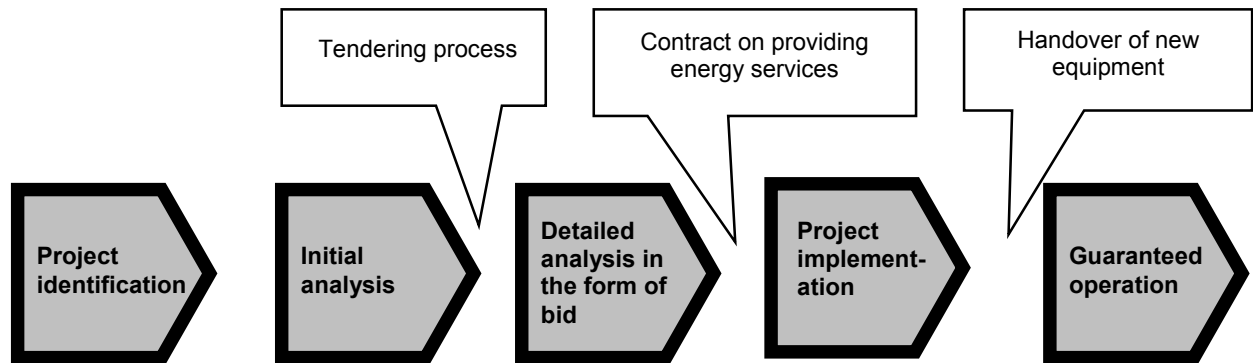 Tendering process
Contract on providing
energy services
Handover of new
equipment
Project
identification
Initial
analysis
Detailed
analysis in
the form of
bid
Project
implement-
ation
Guaranteed
operation